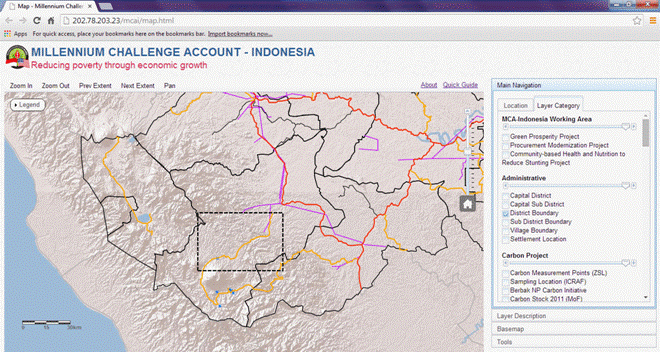 Map - Millennium Challe
202.78.203.23/mcai/map.html
Apps For quick access, place your bookmarks here on the bookmarks bar. Import bookmarks now...
MILLENNIUM CHALLENGE ACCOUNT - INDONESIA
Reducing poverty through economic growth
Zoom In Zoom Out Prev Extent Next Extent Pan About Quick Guide
Legend
Main Navigation
Location Layer Category
MCA-Indonesia Working Area
Green Prosperity Project
Procurement Modernization Project
Community-based Health and Nutrition to
Reduce Stunting Project
Administrative
Capital District
Capital Sub District
District Boundary
Sub District Boundary
Village Boundary
Settlement Location
Carbon Project
Carbon Measurement Points (ZSL)
Sampling Location (ICRAF)
Berbak NP Carbon Initiative
Carbon Stock 2011 (MoF)
Layer Description
Basemap
Tools